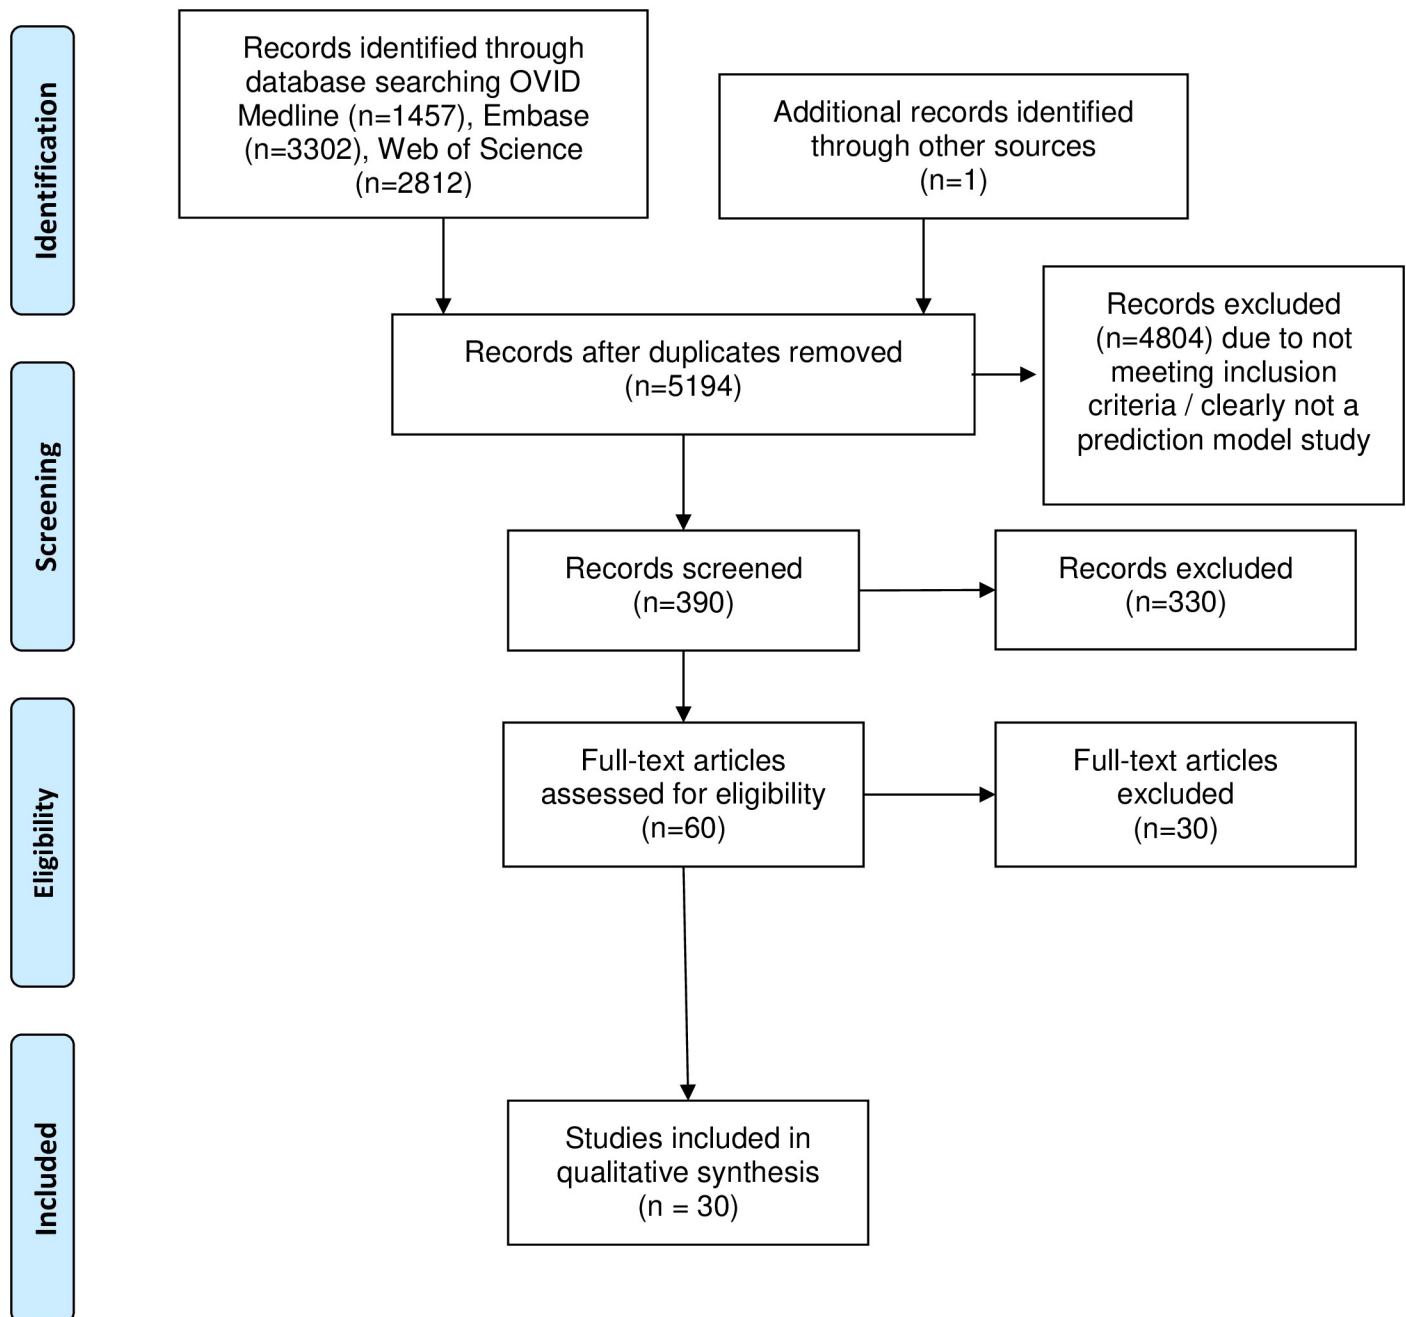 Identification
Records identified through
database searching OVID
Medline (n=1457), Embase
(n=3302), Web of Science
(n=2812)
Additional records identified
through other sources
(n=1)
Records after duplicates removed
(n=5194)
Records excluded
(n=4804) due to not
meeting inclusion
criteria / clearly not a
prediction model study
Screening
Records screened
(n=390)
Records excluded
(n=330)
Eligibility
Full-text articles
assessed for eligibility
(n=60)
Full-text articles
excluded
(n=30)
Included
Studies included in
qualitative synthesis
(n = 30)